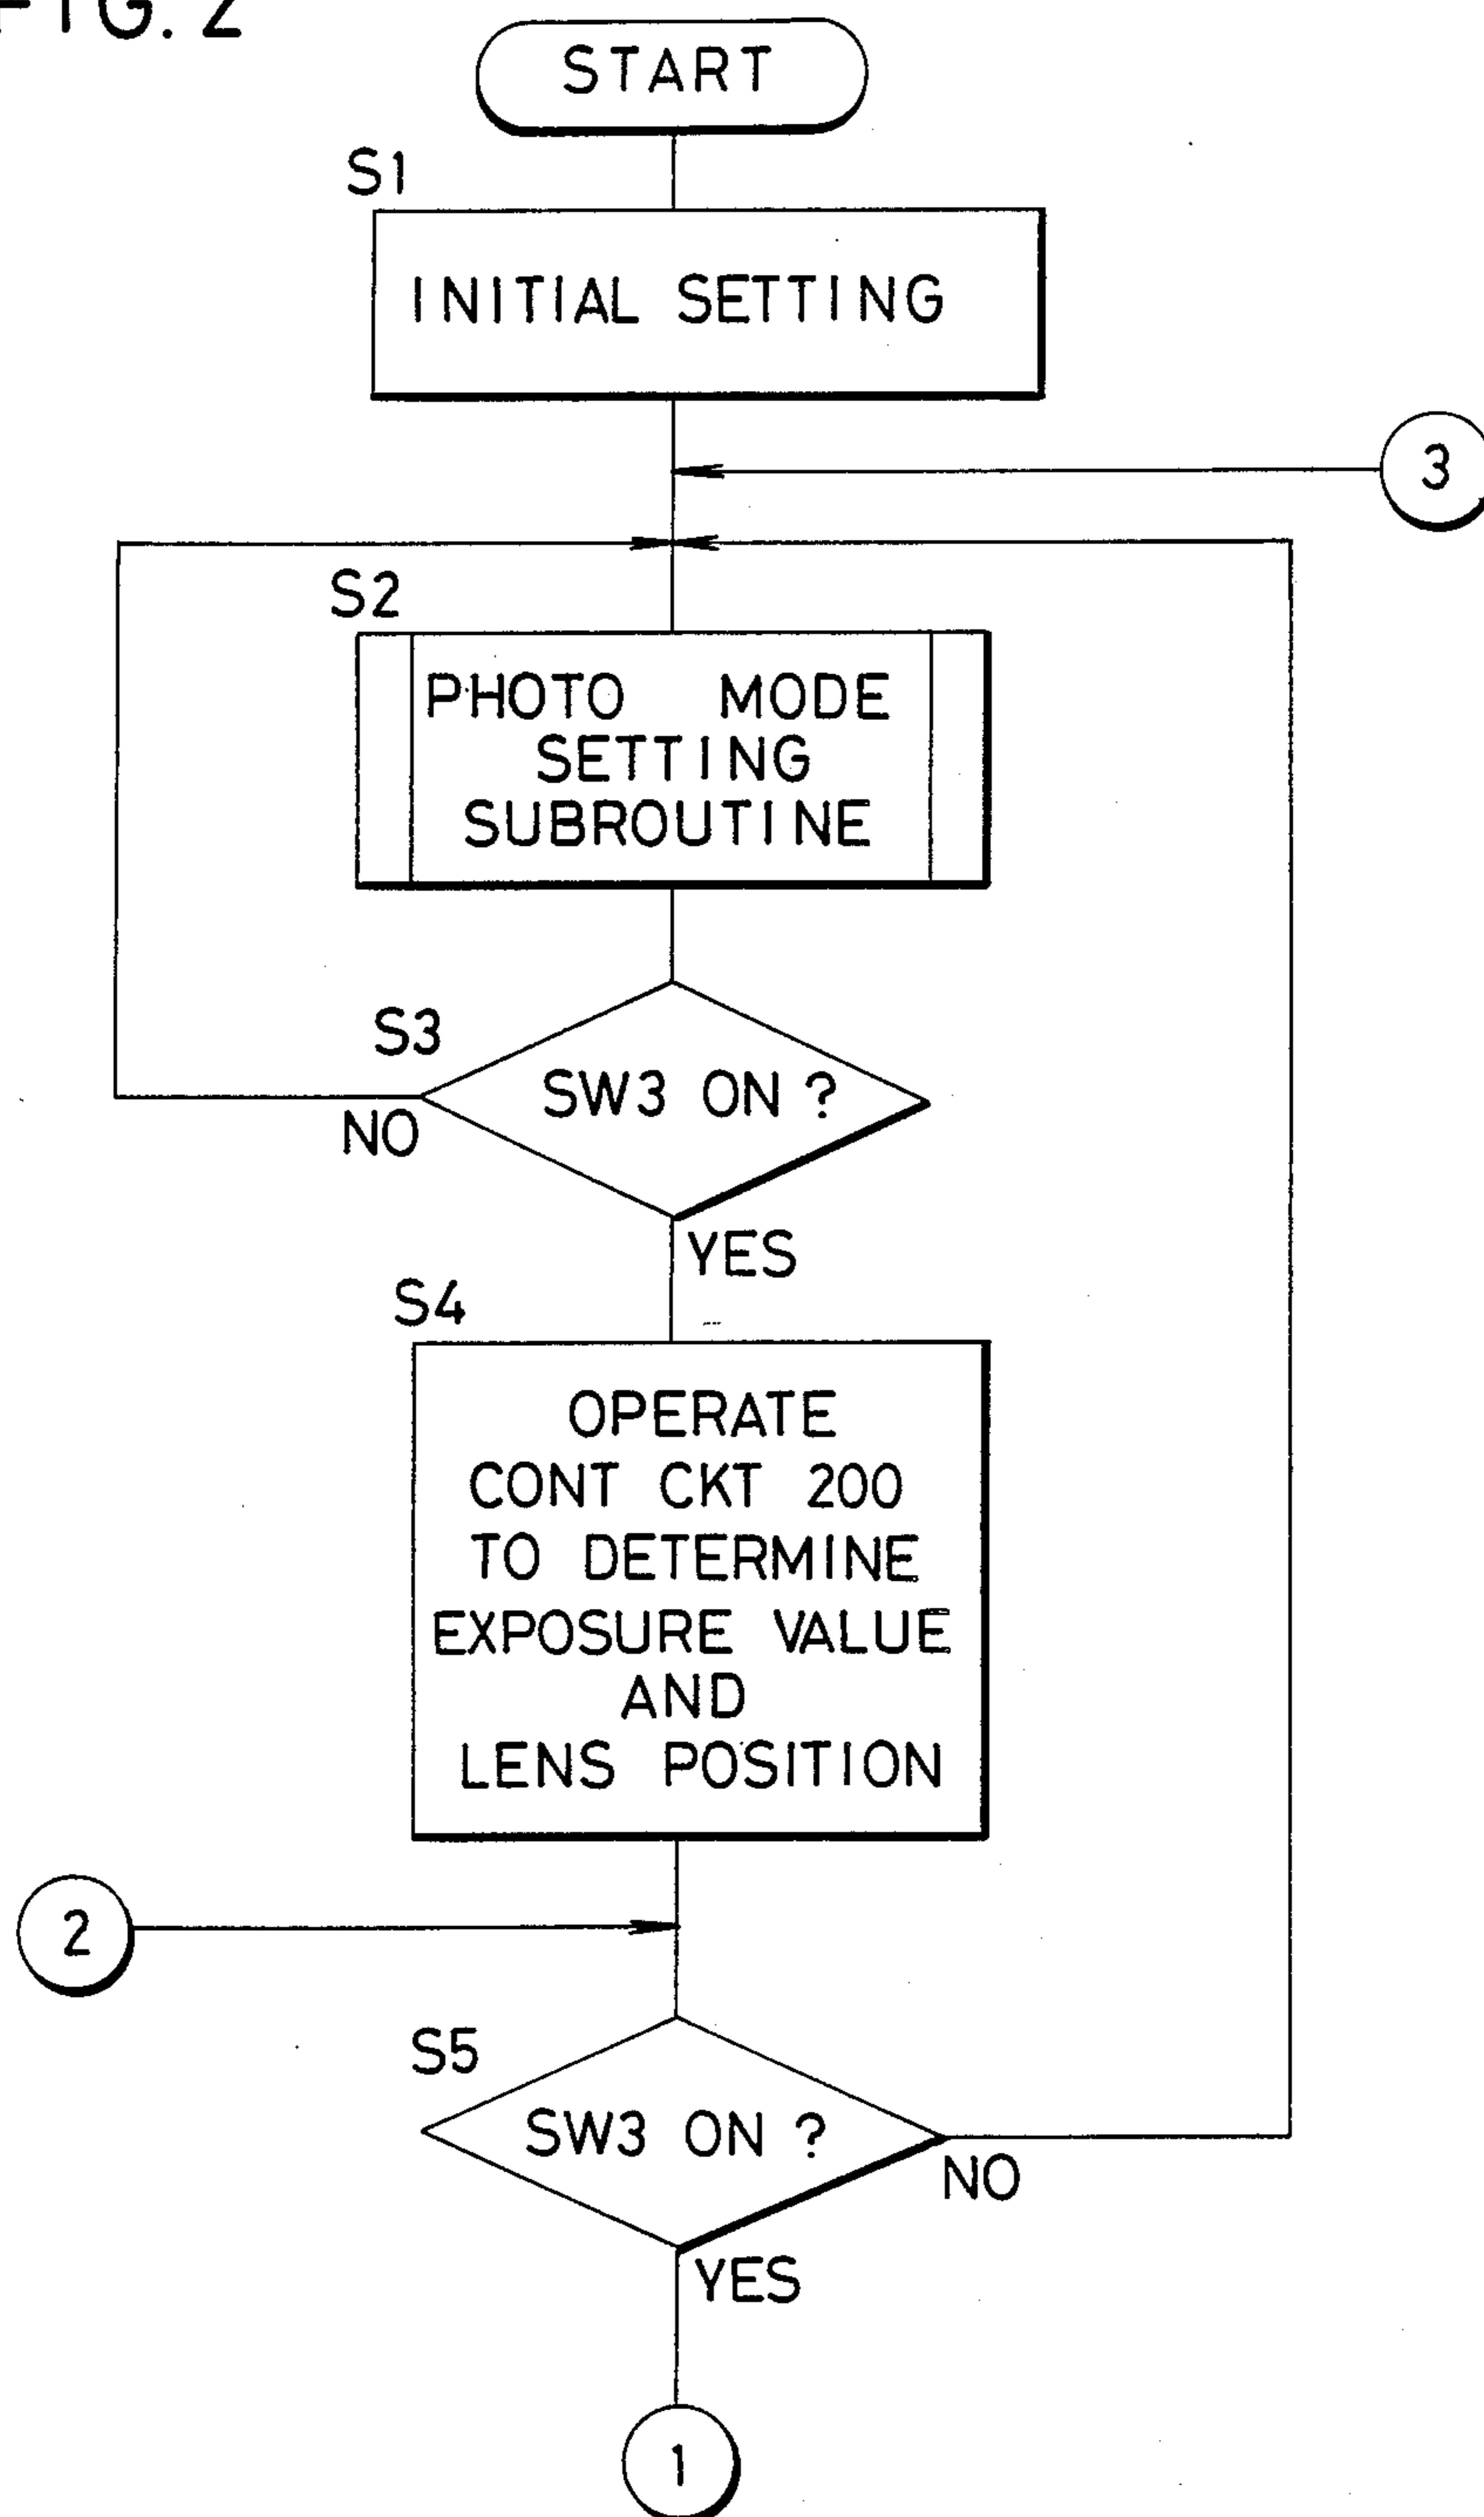 FIG. 2
START
S1
INITIAL SETTING
3
S2
PHOTO MODE
SETTING
SUBROUTINE
S3
SW3 ON ?
NO
YES
S4
OPERATE
CONT CKT 200
TO DETERMINE
EXPOSURE VALUE
AND
LENS POSITION
2
S5
SW3 ON ?
NO
YES
1